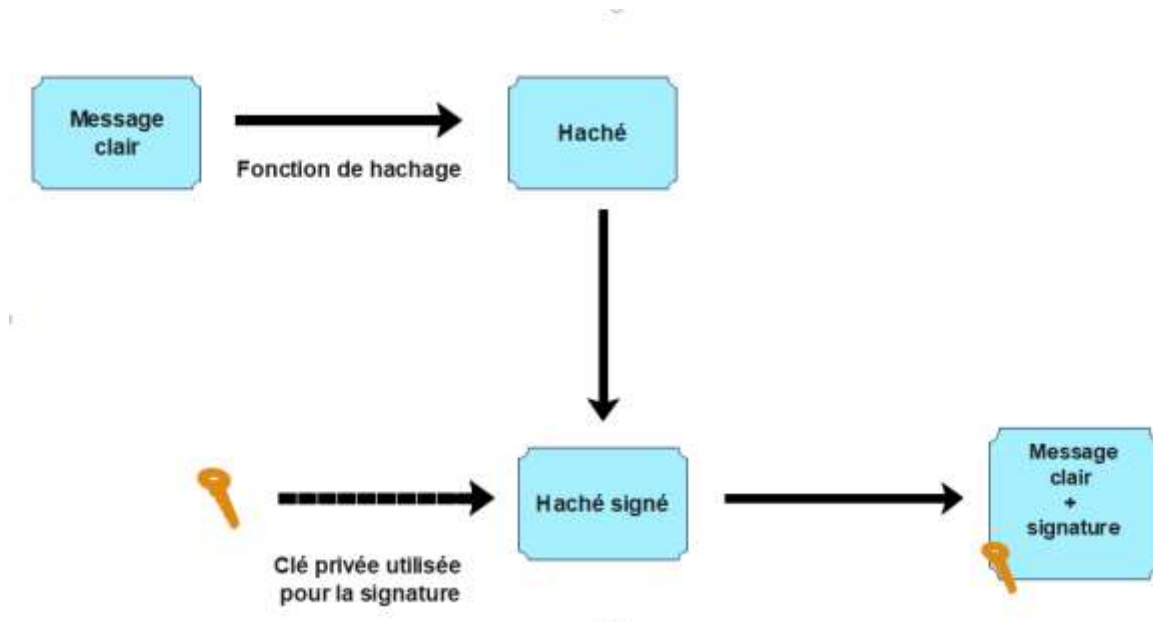 Message
clair
Fonction de hachage
Haché
Clé privée utilisée
pour la signature
Haché signé
Message
clair
+
signature